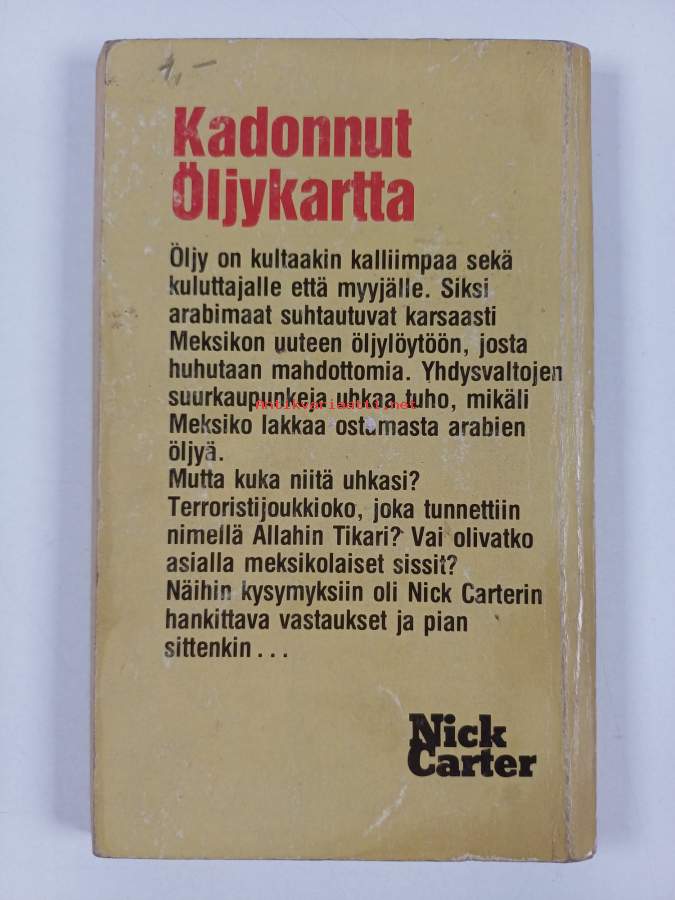 1,-
Kadonnut
Öljykartta
Öljy on kultaakin kalliimpaa sekä
kuluttajalle että myyjälle. Siksi
arabimaat suhtautuvat karsaasti
Meksikon uuteen öljylöytöön, josta
huhutaan mahdottomia. Yhdysvaltojen
suurkaupunkeja uhkaa tuho, mikäli
Antikvariaatti.net
Meksiko lakkaa ostamasta arabien
öljyä.
Mutta kuka niitä uhkasi?
Terroristijoukkioko, joka tunnettiin
nimellä Allahin Tikari? Vai olivatko
asialla meksikolaiset sissit?
Näihin kysymyksiin oli Nick Carterin
hankittava vastaukset ja pian
sittenkin...
Nick
Carter